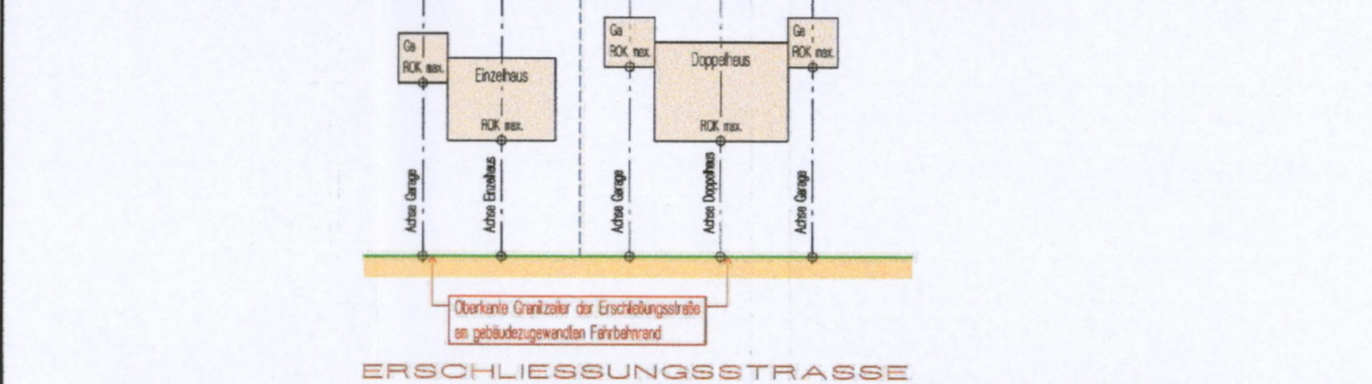 Ga
ROK max.
Einzelhaus
ROK max.
Ga
ROK max.
Doppelhaus
ROK max.
Ga
ROK max.
Achse Garage
Achse Einzelhaus
Achse Garage
Achse Doppelhaus
Achse Garage
Oberkante Granitzeiler der Erschließungsstraße
am gebäudezugewandten Fahrbahnrand
ERSCHLIESSUNGSSTRASSE